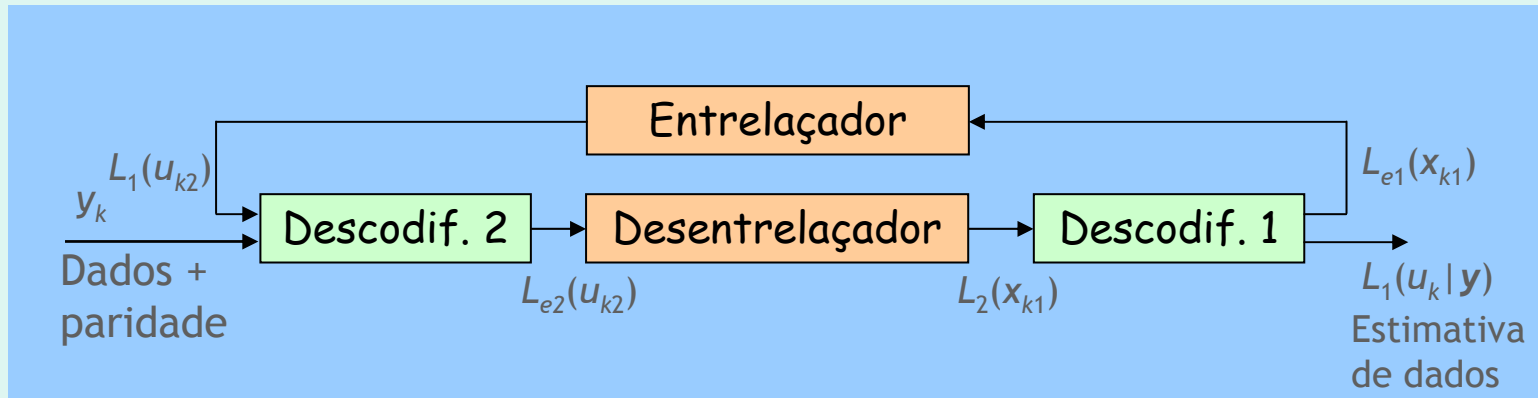 Entrelaçador
L₁(uₖ₂)
Lₑ₁(xₖ₁)
yₖ
Descodif. 2
Desentrelaçador
Descodif. 1
Dados +
paridade
Lₑ₂(uₖ₂)
L₂(xₖ₁)
L₁(uₖ|y)
Estimativa
de dados